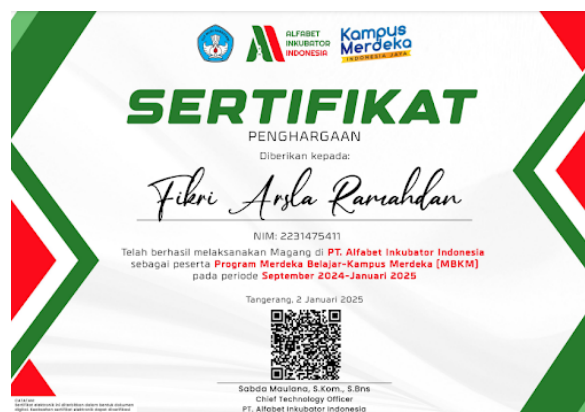 ALFABET
INKUBATOR
INDONESIA
Kampus
Merdeka
INDONESIA JAYA
SERTIFIKAT
PENGHARGAAN
Diberikan kepada:
Fikri Arsla Ramahdan
NIM: 2231475411
Telah berhasil melaksanakan Magang di PT. Alfabet Inkubator Indonesia
sebagai peserta Program Merdeka Belajar-Kampus Merdeka [MBKM]
pada periode September 2024-Januari 2025
Tangerang, 2 Januari 2025
Sabda Maulana, S.Kom., S.Bns
Chief Technology Officer
PT. Alfabet Inkubator Indonesia